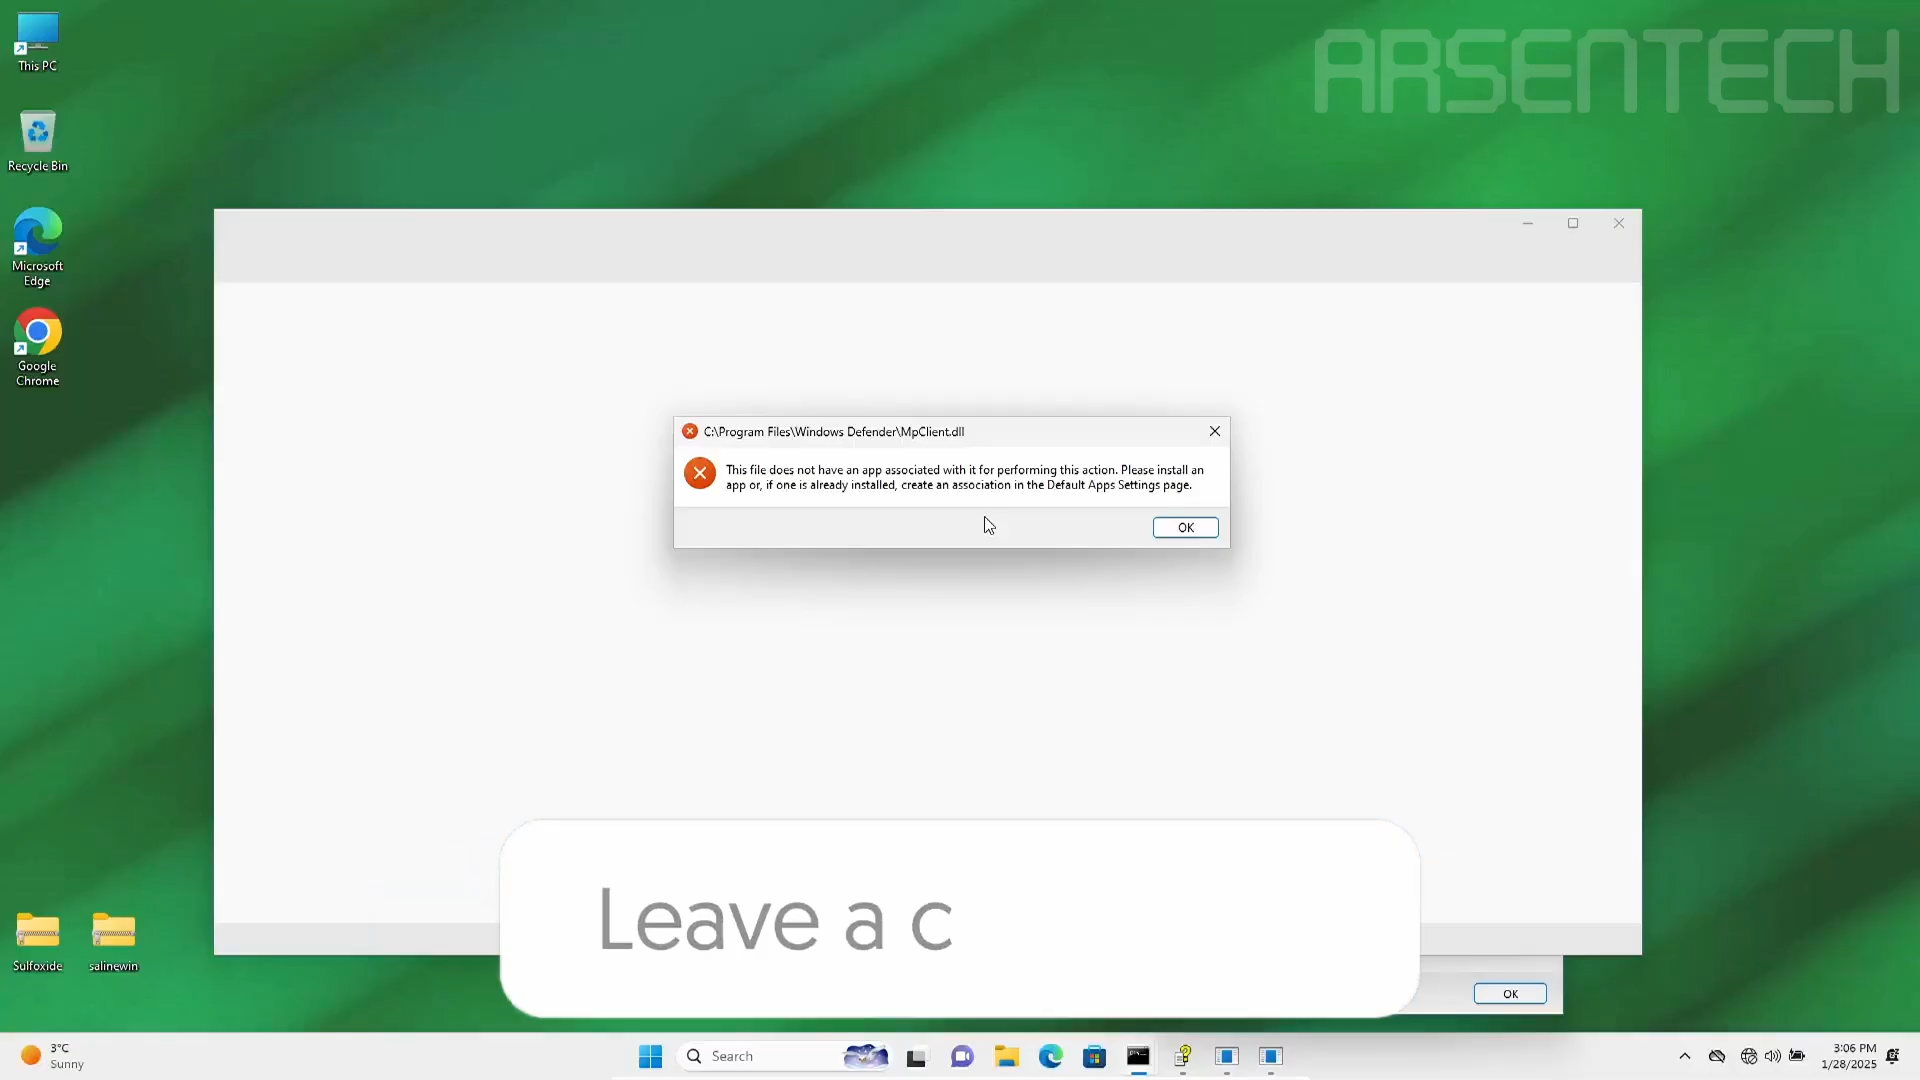 ARSENTECH
This PC
Recycle Bin
Microsoft
Edge
Google
Chrome
C:\Program Files\Windows Defender\MpClient.dll
This file does not have an app associated with it for performing this action. Please install an
app or, if one is already installed, create an association in the Default Apps Settings page.
OK
Leave a c
OK
Sulfoxide
salinewin
3°C
Sunny
Search
3:06 PM
1/28/2025